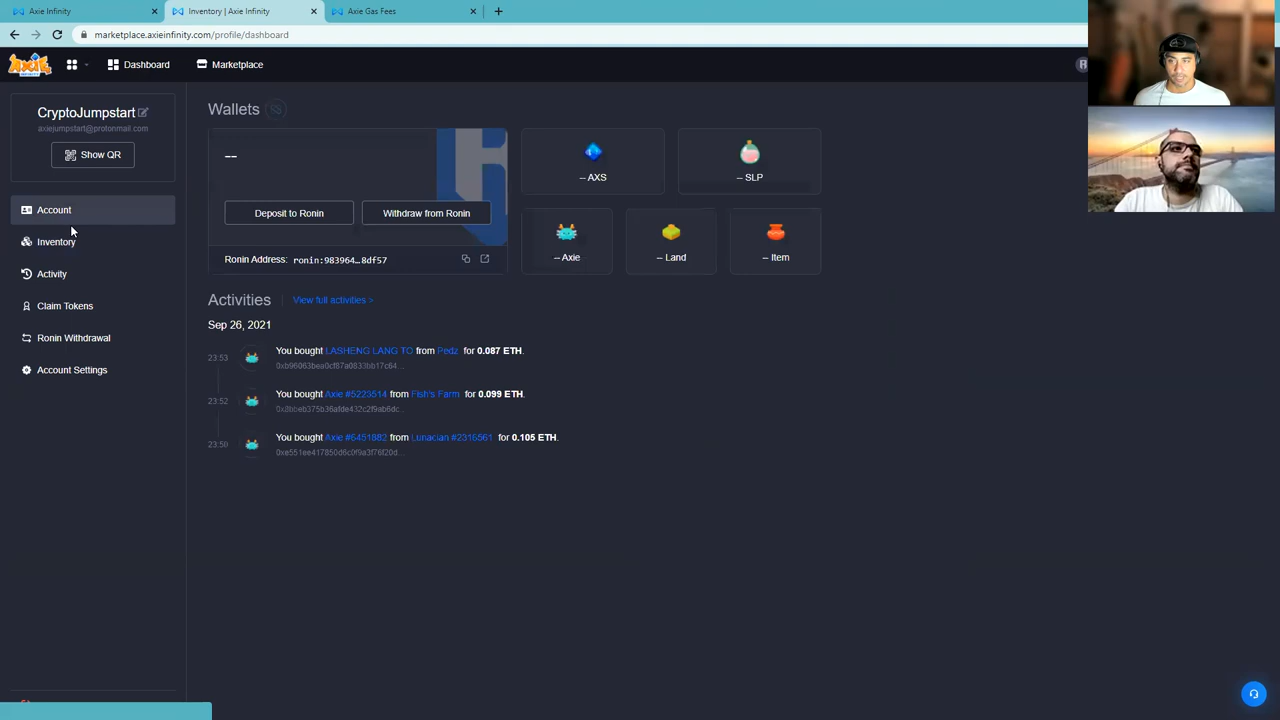 Axie Infinity
Inventory | Axie Infinity
Axie Gas Fees
marketplace.axieinfinity.com/profile/dashboard
Dashboard
Marketplace
CryptoJumpstart
axiejumpstart@protonmail.com
Show QR
Account
Inventory
Activity
Claim Tokens
Ronin Withdrawal
Account Settings
Wallets
--
Deposit to Ronin
Withdraw from Ronin
Ronin Address: ronin:983964...8df57
-- AXS
-- SLP
-- Axie
-- Land
-- Item
Activities
View full activities >
Sep 26, 2021
23:53
You bought LASHENG LANG TO from Pedz for 0.087 ETH.
23:52
You bought Axie #5223514 from Fish's Farm for 0.099 ETH.
23:50
You bought Axie #6451882 from Lunacian #2316561 for 0.105 ETH.